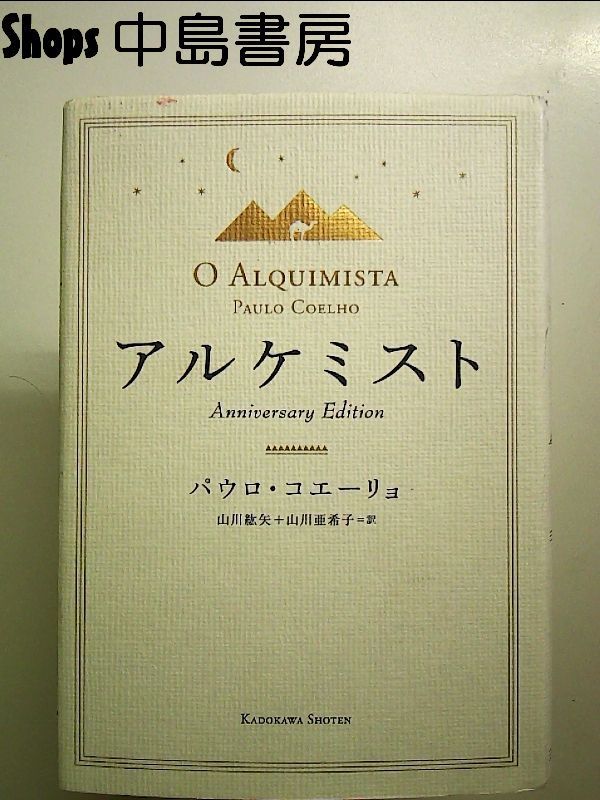 Shops 中島書房
O ALQUIMISTA
PAULO COELHO
アルケミスト
Anniversary Edition
パウロ・コエーリョ
山川紘矢+山川亜希子=訳
KADOKAWA SHOTEN